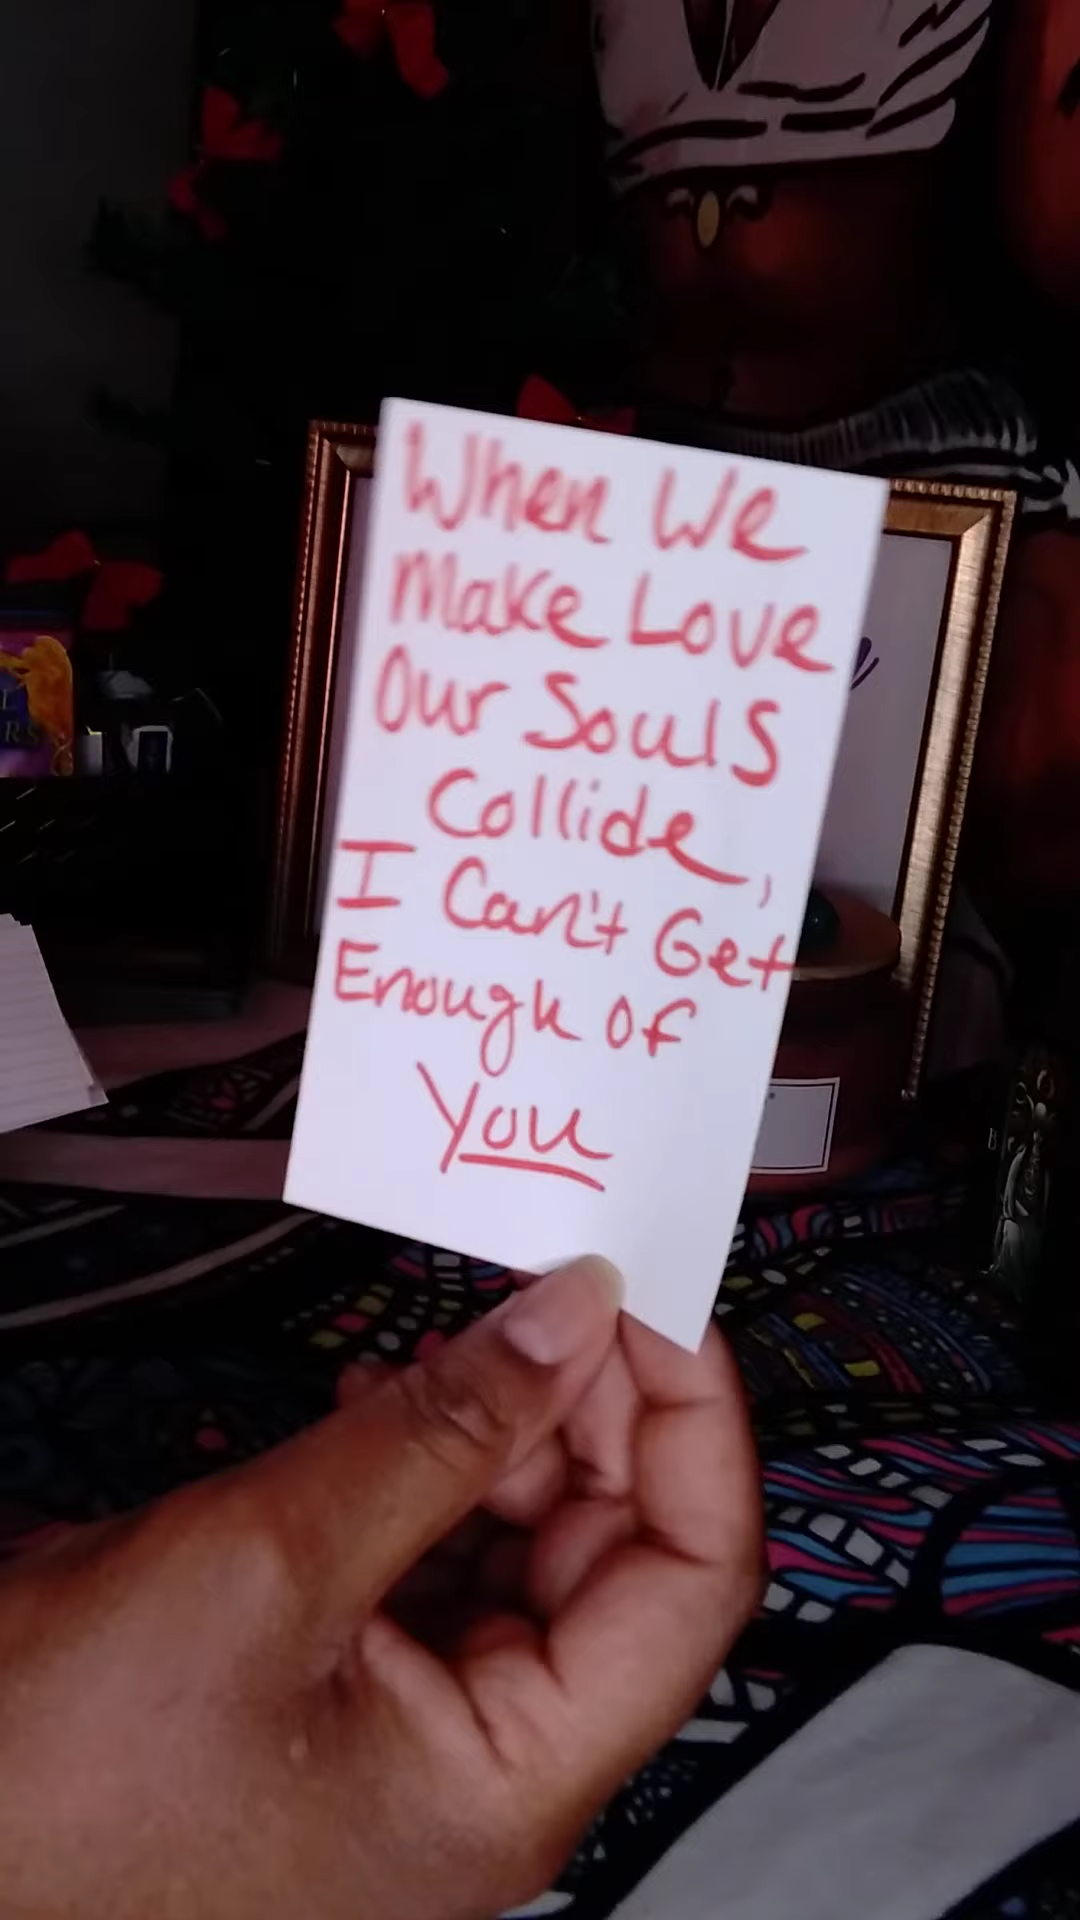 When We
Make Love
Our Souls
Collide,
I Can't Get
Enough Of
You